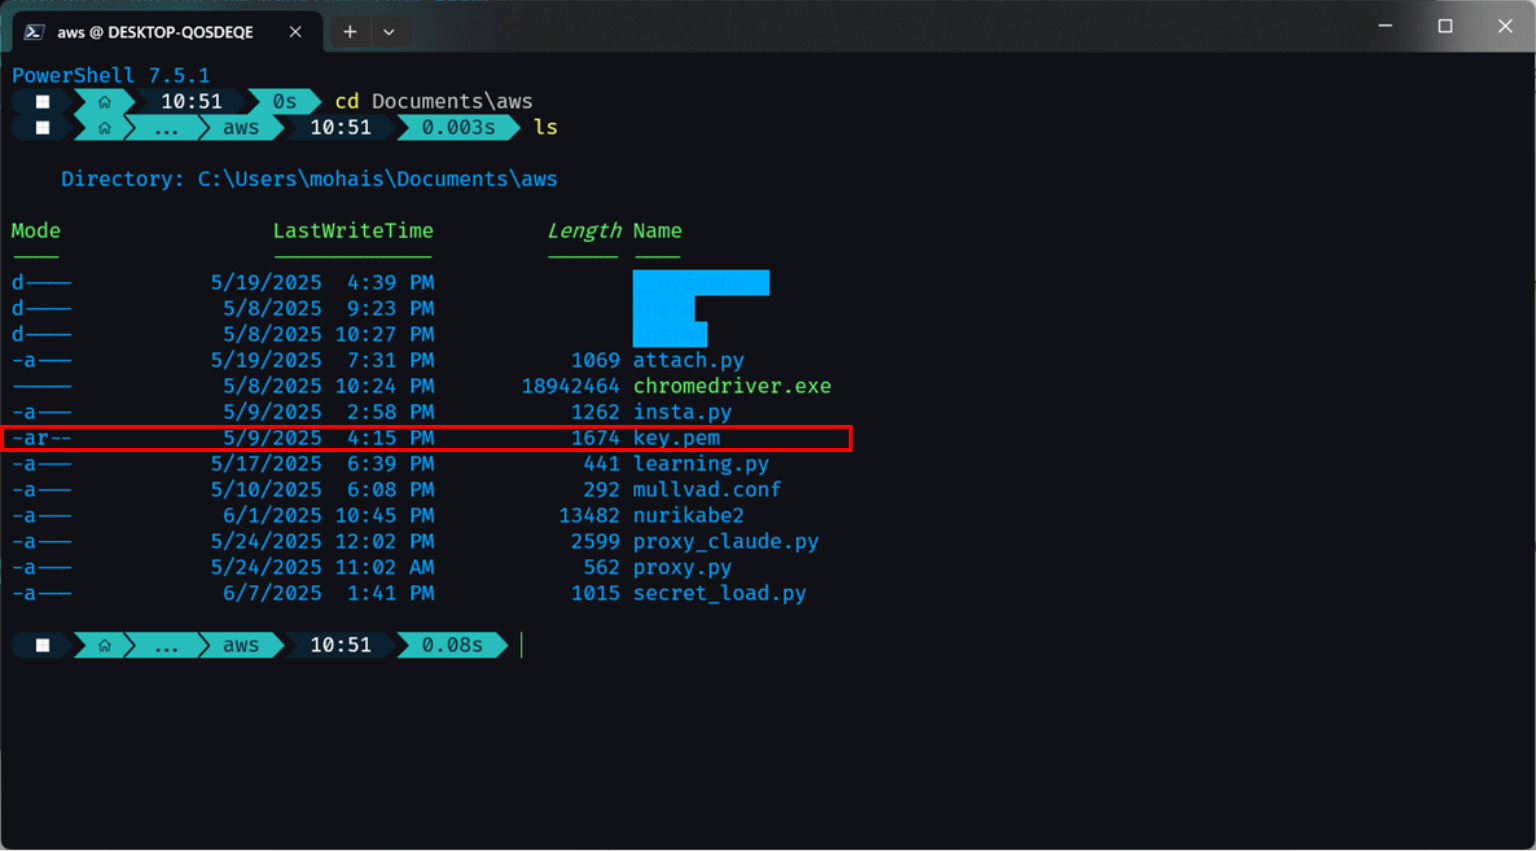 aws @ DESKTOP-QOSDEQE
PowerShell 7.5.1
10:51 0s cd Documents\aws
... aws 10:51 0.003s ls
Directory: C:\Users\mohais\Documents\aws
Mode LastWriteTime Length Name
---- ------------- ------ ----
d---- 5/19/2025 4:39 PM __pycache__
d---- 5/8/2025 9:23 PM insta
d---- 5/8/2025 10:27 PM insta2
-a--- 5/19/2025 7:31 PM 1069 attach.py
----- 5/8/2025 10:24 PM 18942464 chromedriver.exe
-a--- 5/9/2025 2:58 PM 1262 insta.py
-ar-- 5/9/2025 4:15 PM 1674 key.pem
-a--- 5/17/2025 6:39 PM 441 learning.py
-a--- 5/10/2025 6:08 PM 292 mullvad.conf
-a--- 6/1/2025 10:45 PM 13482 nurikabe2
-a--- 5/24/2025 12:02 PM 2599 proxy_claude.py
-a--- 5/24/2025 11:02 AM 562 proxy.py
-a--- 6/7/2025 1:41 PM 1015 secret_load.py
... aws 10:51 0.08s